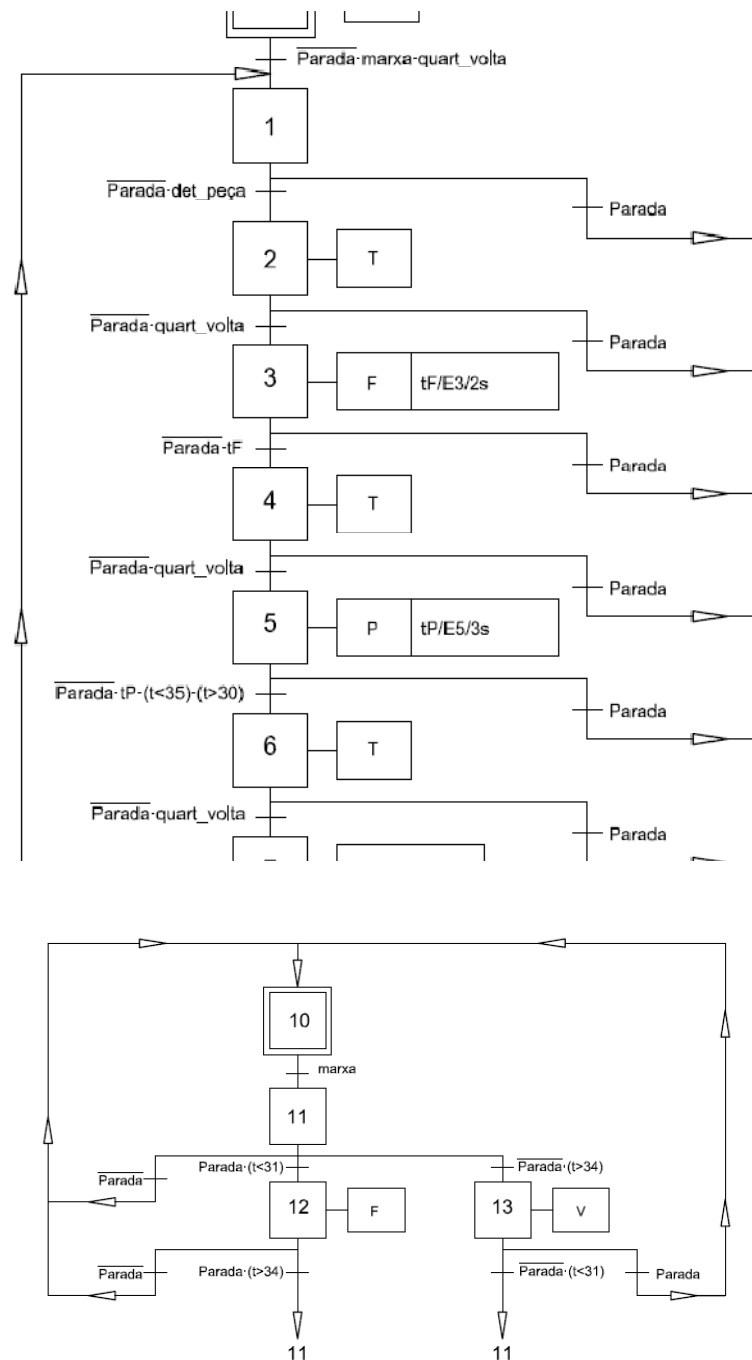 Parada·marxa·quart_volta
1
Parada·det_peça
Parada
2
T
Parada·quart_volta
Parada
3
F
tF/E3/2s
Parada·tF
Parada
4
T
Parada·quart_volta
Parada
5
P
tP/E5/3s
Parada·tP·(t<35)·(t>30)
Parada
6
T
Parada·quart_volta
Parada
10
marxa
11
Parada
Parada·(t<31)
Parada·(t>34)
12
F
13
V
Parada
Parada·(t>34)
Parada·(t<31)
Parada
11
11